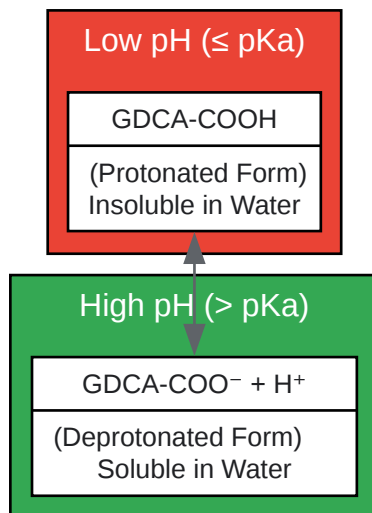 Low pH (≤ pKa)
GDCA-COOH
(Protonated Form)
Insoluble in Water
High pH (> pKa)
GDCA-COO⁻ + H⁺
(Deprotonated Form)
Soluble in Water